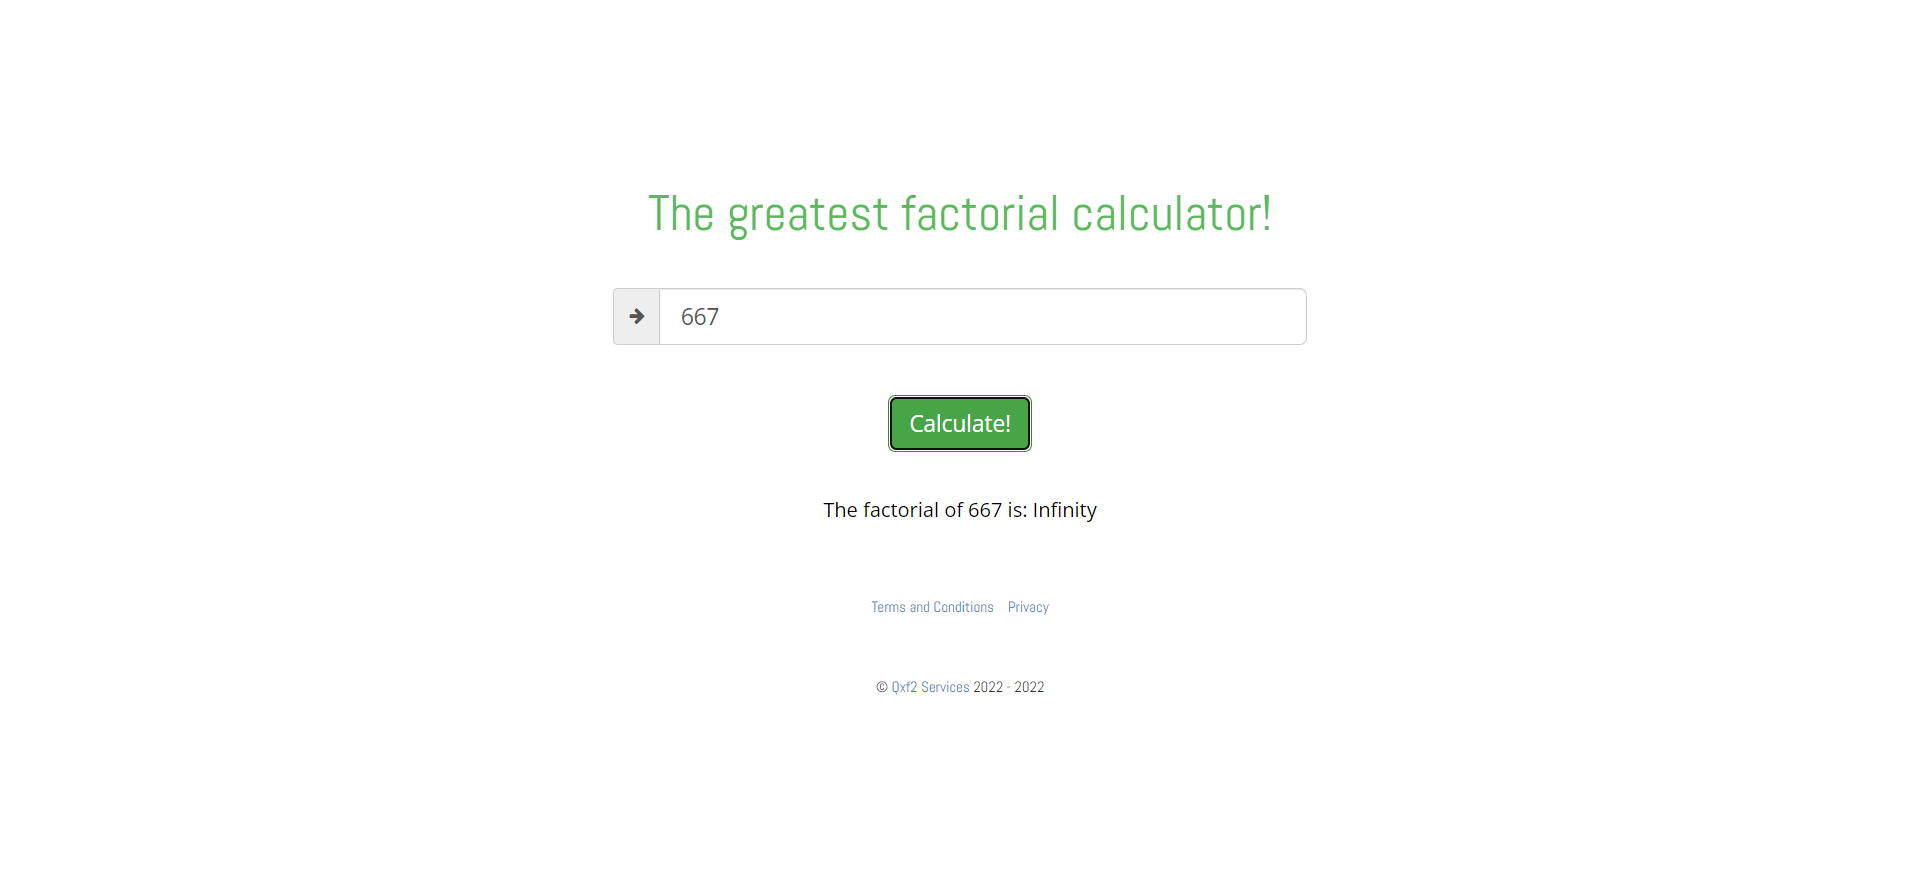 The greatest factorial calculator!
667
Calculate!
The factorial of 667 is: Infinity
Terms and Conditions Privacy
© Qxf2 Services 2022 - 2022